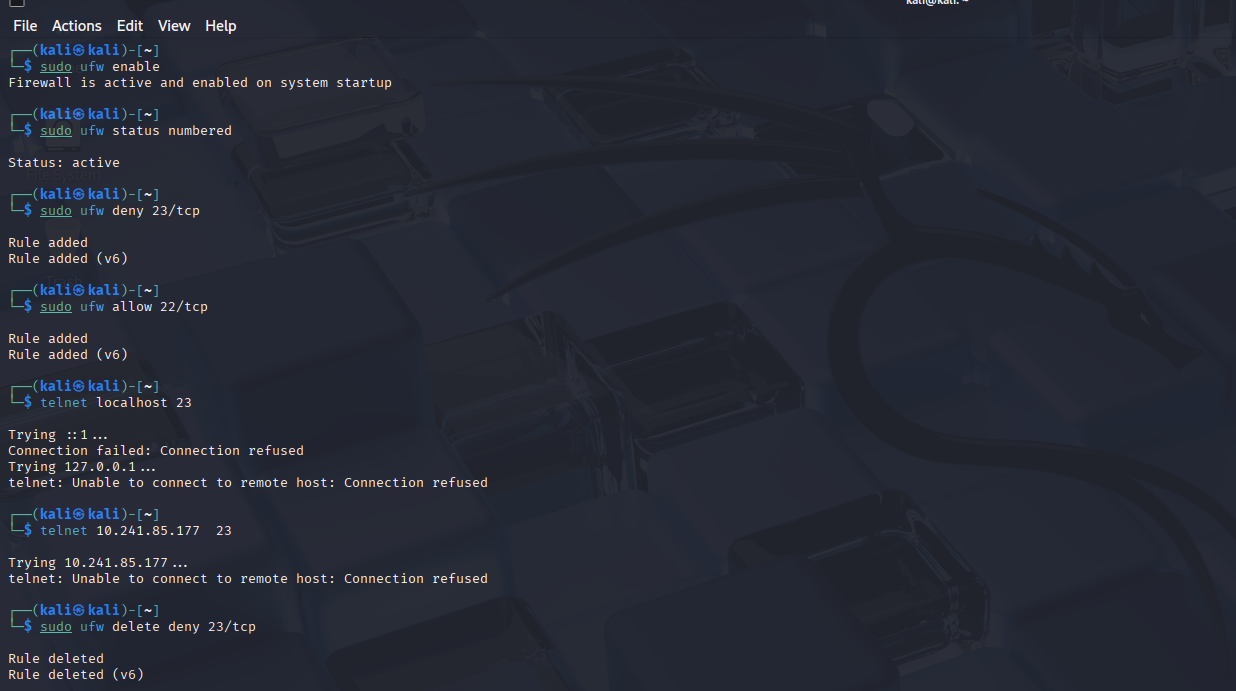 kali@kali: ~
File Actions Edit View Help
┌──(kali㉿kali)-[~]
└─$ sudo ufw enable
Firewall is active and enabled on system startup
┌──(kali㉿kali)-[~]
└─$ sudo ufw status numbered
Status: active
┌──(kali㉿kali)-[~]
└─$ sudo ufw deny 23/tcp
Rule added
Rule added (v6)
┌──(kali㉿kali)-[~]
└─$ sudo ufw allow 22/tcp
Rule added
Rule added (v6)
┌──(kali㉿kali)-[~]
└─$ telnet localhost 23
Trying ::1...
Connection failed: Connection refused
Trying 127.0.0.1...
telnet: Unable to connect to remote host: Connection refused
┌──(kali㉿kali)-[~]
└─$ telnet 10.241.85.177  23
Trying 10.241.85.177...
telnet: Unable to connect to remote host: Connection refused
┌──(kali㉿kali)-[~]
└─$ sudo ufw delete deny 23/tcp
Rule deleted
Rule deleted (v6)